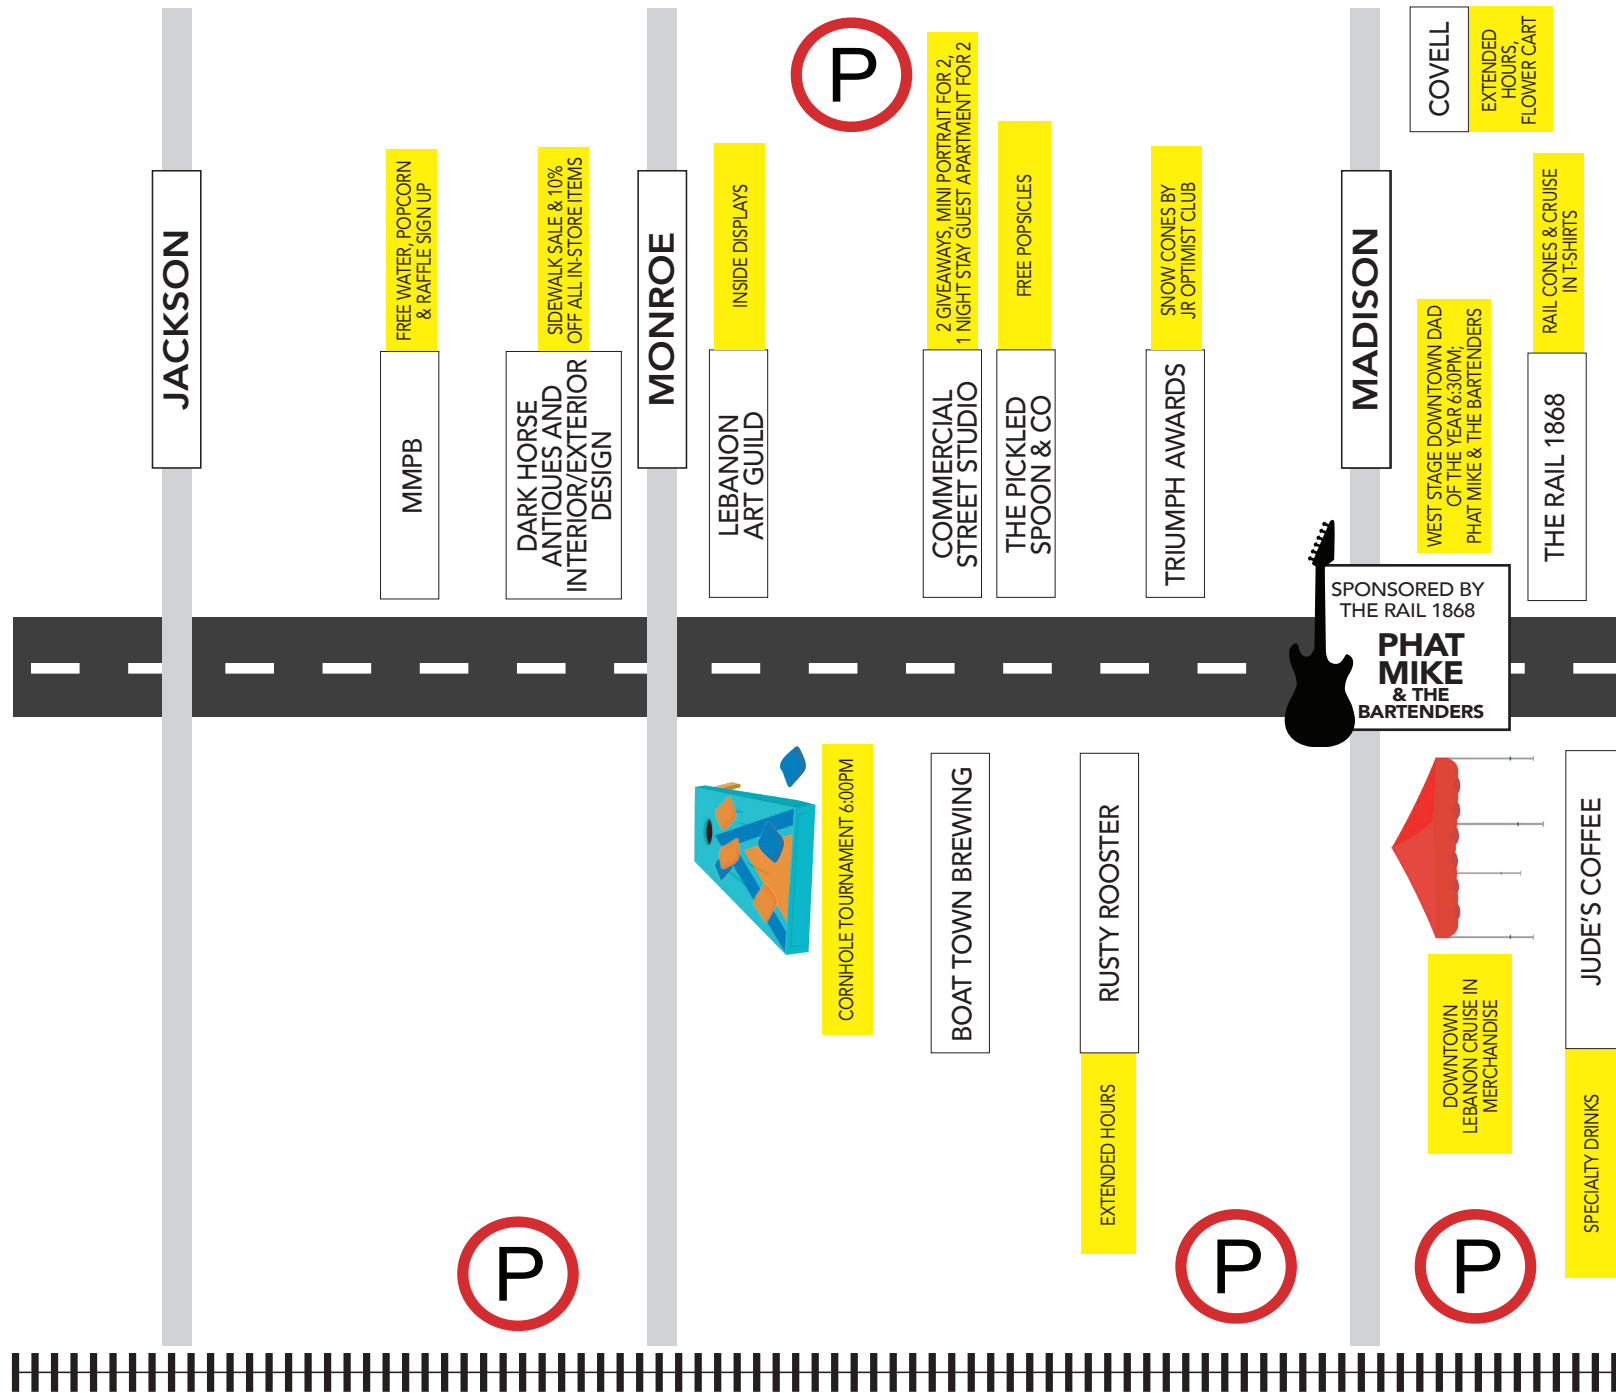 JACKSON
FREE WATER, POPCORN
& RAFFLE SIGN UP
MMPB
SIDEWALK SALE & 10%
OFF ALL IN-STORE ITEMS
DARK HORSE
ANTIQUES AND
INTERIOR/EXTERIOR
DESIGN
MONROE
INSIDE DISPLAYS
LEBANON
ART GUILD
P
2 GIVEAWAYS, MINI PORTRAIT FOR 2,
1 NIGHT STAY GUEST APARTMENT FOR 2
COMMERCIAL
STREET STUDIO
FREE POPSICLES
THE PICKLED
SPOON & CO
SNOW CONES BY
JR OPTIMIST CLUB
TRIUMPH AWARDS
MADISON
COVELL
EXTENDED
HOURS,
FLOWER CART
WEST STAGE DOWNTOWN DAD
OF THE YEAR 6:30PM;
PHAT MIKE & THE BARTENDERS
RAIL CONES & CRUISE
IN T-SHIRTS
THE RAIL 1868
SPONSORED BY
THE RAIL 1868
PHAT
MIKE
& THE
BARTENDERS
CORNHOLE TOURNAMENT 6:00PM
BOAT TOWN BREWING
RUSTY ROOSTER
EXTENDED HOURS
DOWNTOWN
LEBANON CRUISE IN
MERCHANDISE
JUDE'S COFFEE
SPECIALTY DRINKS
P
P
P